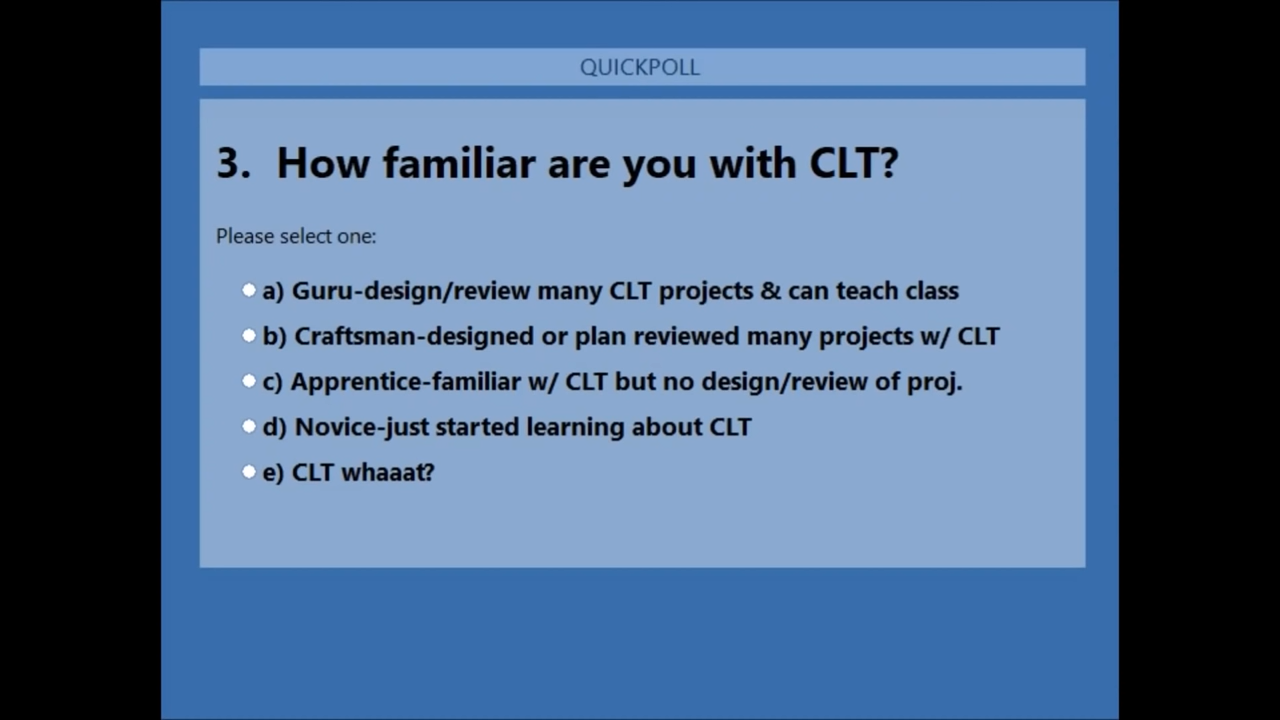 QUICKPOLL
3. How familiar are you with CLT?
Please select one:
a) Guru-design/review many CLT projects & can teach class
b) Craftsman-designed or plan reviewed many projects w/ CLT
c) Apprentice-familiar w/ CLT but no design/review of proj.
d) Novice-just started learning about CLT
e) CLT whaaat?